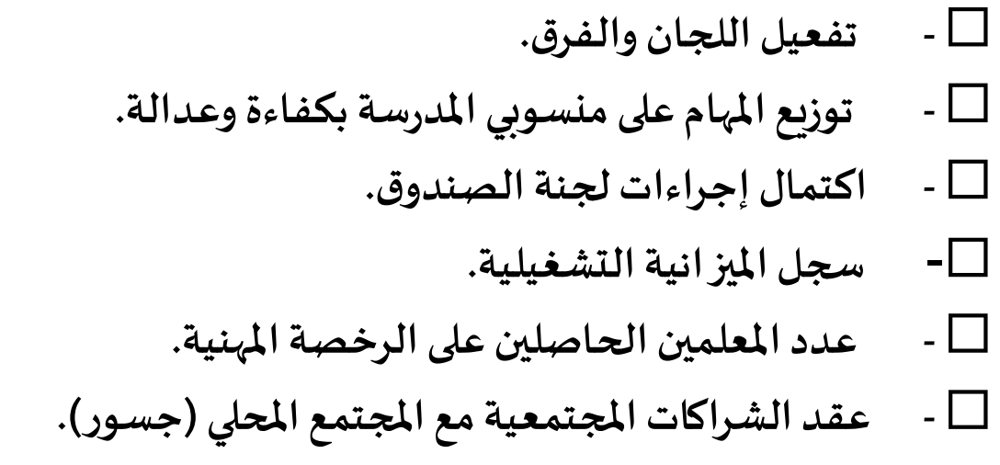 ☐ - تفعيل اللجان والفرق.
☐ - توزيع المهام على منسوبي المدرسة بكفاءة وعدالة.
☐ - اكتمال إجراءات لجنة الصندوق.
☐- سجل الميزانية التشغيلية.
☐ - عدد المعلمين الحاصلين على الرخصة المهنية.
☐ - عقد الشراكات المجتمعية مع المجتمع المحلي (جسور).